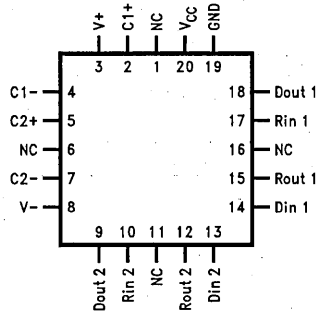 V+ C1+ NC VCC GND
3 2 1 20 19
C1- 4 18 Dout 1
C2+ 5 17 Rin 1
NC 6 16 NC
C2- 7 15 Rout 1
V- 8 14 Din 1
9 10 11 12 13
Dout 2 Rin 2 NC Rout 2 Din 2